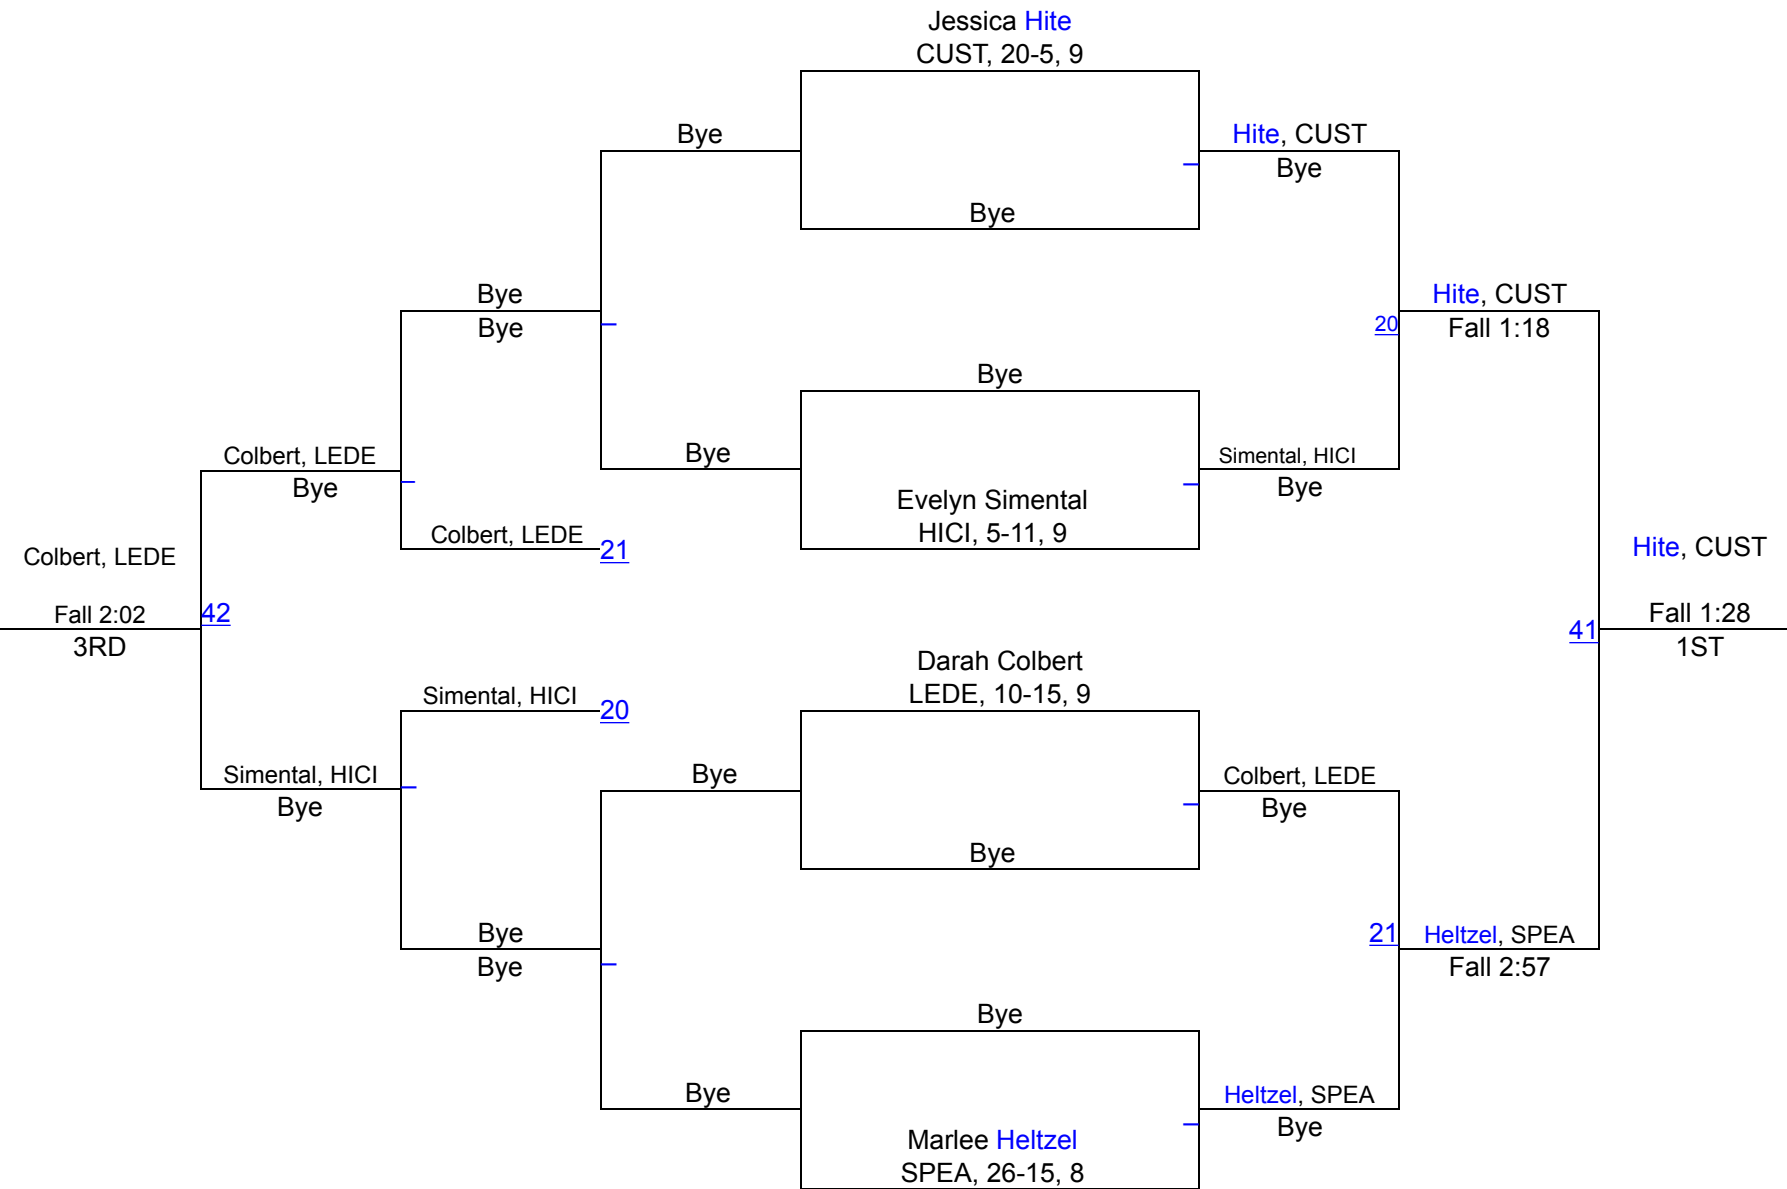 Jessica Hite
CUST, 20-5, 9
Bye
Hite, CUST
Bye
Bye
Bye
Bye
Hite, CUST
20
Fall 1:18
Bye
Bye
Simental, HICI
Bye
Evelyn Simental
HICI, 5-11, 9
Colbert, LEDE
Bye
Colbert, LEDE
21
Colbert, LEDE
Fall 2:02
3RD
42
Hite, CUST
Fall 1:28
1ST
41
Darah Colbert
LEDE, 10-15, 9
Simental, HICI
20
Simental, HICI
Bye
Bye
Colbert, LEDE
Bye
Bye
Bye
Bye
21
Heltzel, SPEA
Fall 2:57
Bye
Bye
Heltzel, SPEA
Bye
Marlee Heltzel
SPEA, 26-15, 8